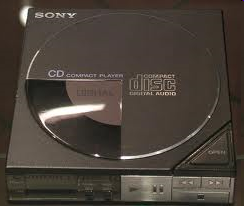 SONY
CD COMPACT PLAYER
COMPACT
disc
DIGITAL AUDIO
OPEN